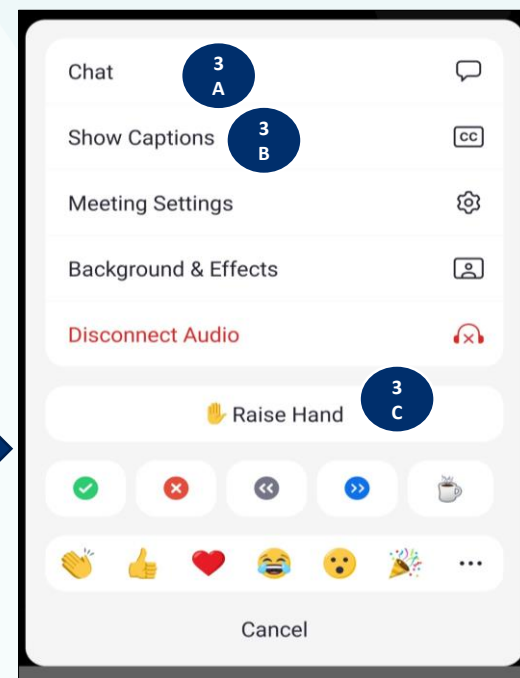 Chat
3
A
Show Captions
3
B
CC
Meeting Settings
Background & Effects
Disconnect Audio
Raise Hand
3
C
Cancel